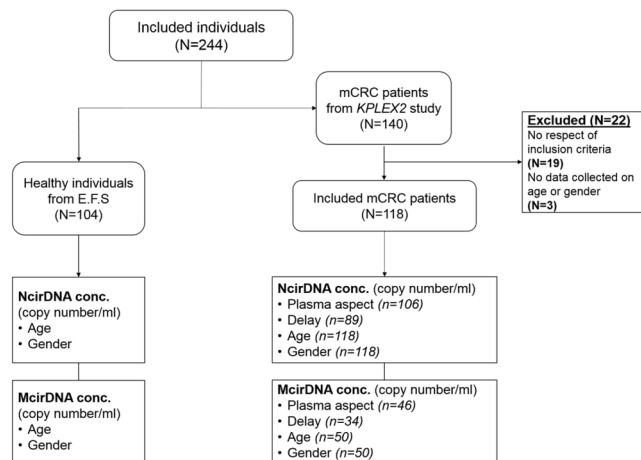 Included individuals
(N=244)
mCRC patients
from KPLEX2 study
(N=140)
Excluded (N=22)
No respect of
inclusion criteria
(N=19)
No data collected on
age or gender
(N=3)
Healthy individuals
from E.F.S
(N=104)
Included mCRC patients
(N=118)
NcirDNA conc.
(copy number/ml)
• Age
• Gender
NcirDNA conc. (copy number/ml)
• Plasma aspect (n=106)
• Delay (n=89)
• Age (n=118)
• Gender (n=118)
McirDNA conc.
(copy number/ml)
• Age
• Gender
McirDNA conc. (copy number/ml)
• Plasma aspect (n=46)
• Delay (n=34)
• Age (n=50)
• Gender (n=50)